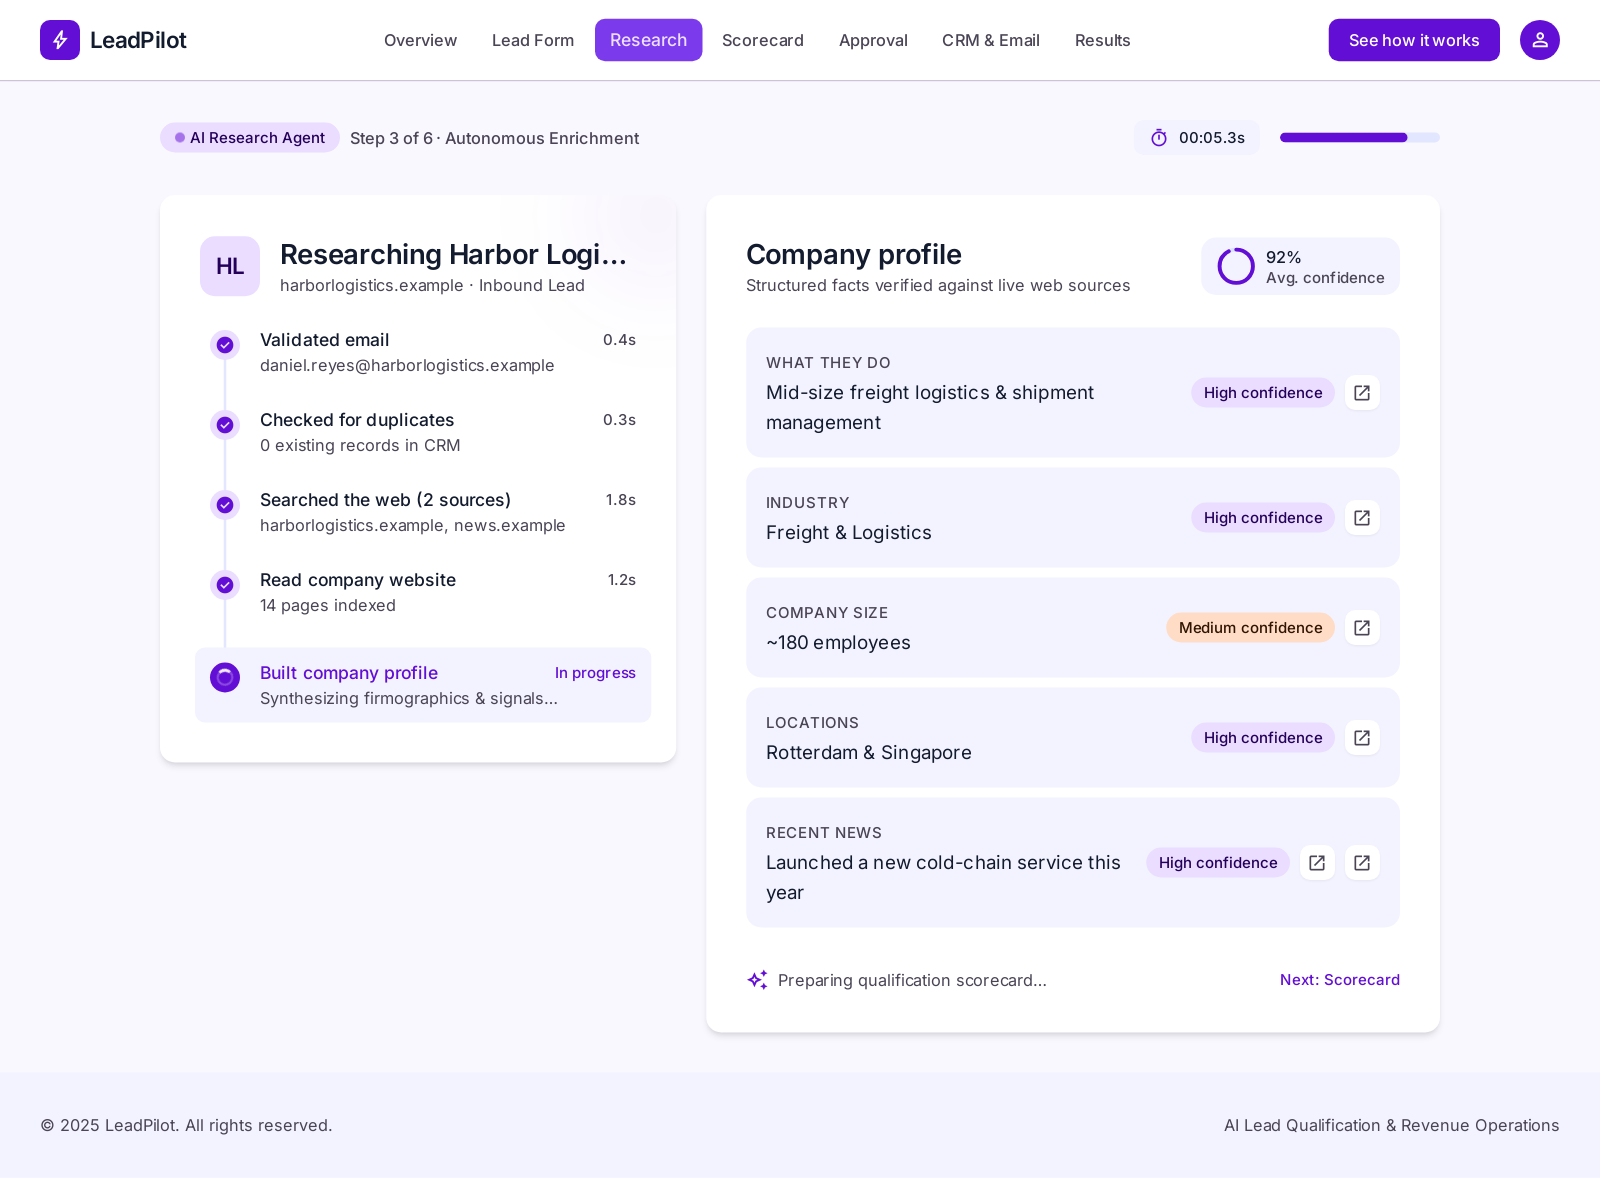 LeadPilot
Overview
Lead Form
Research
Scorecard
Approval
CRM & Email
Results
See how it works
AI Research Agent
Step 3 of 6 · Autonomous Enrichment
00:05.3s
HL
Researching Harbor Logi...
harborlogistics.example · Inbound Lead
Validated email
0.4s
daniel.reyes@harborlogistics.example
Checked for duplicates
0.3s
0 existing records in CRM
Searched the web (2 sources)
1.8s
harborlogistics.example, news.example
Read company website
1.2s
14 pages indexed
Built company profile
In progress
Synthesizing firmographics & signals...
Company profile
Structured facts verified against live web sources
92%
Avg. confidence
WHAT THEY DO
Mid-size freight logistics & shipment
management
High confidence
INDUSTRY
Freight & Logistics
High confidence
COMPANY SIZE
~180 employees
Medium confidence
LOCATIONS
Rotterdam & Singapore
High confidence
RECENT NEWS
Launched a new cold-chain service this
year
High confidence
Preparing qualification scorecard...
Next: Scorecard
© 2025 LeadPilot. All rights reserved.
AI Lead Qualification & Revenue Operations